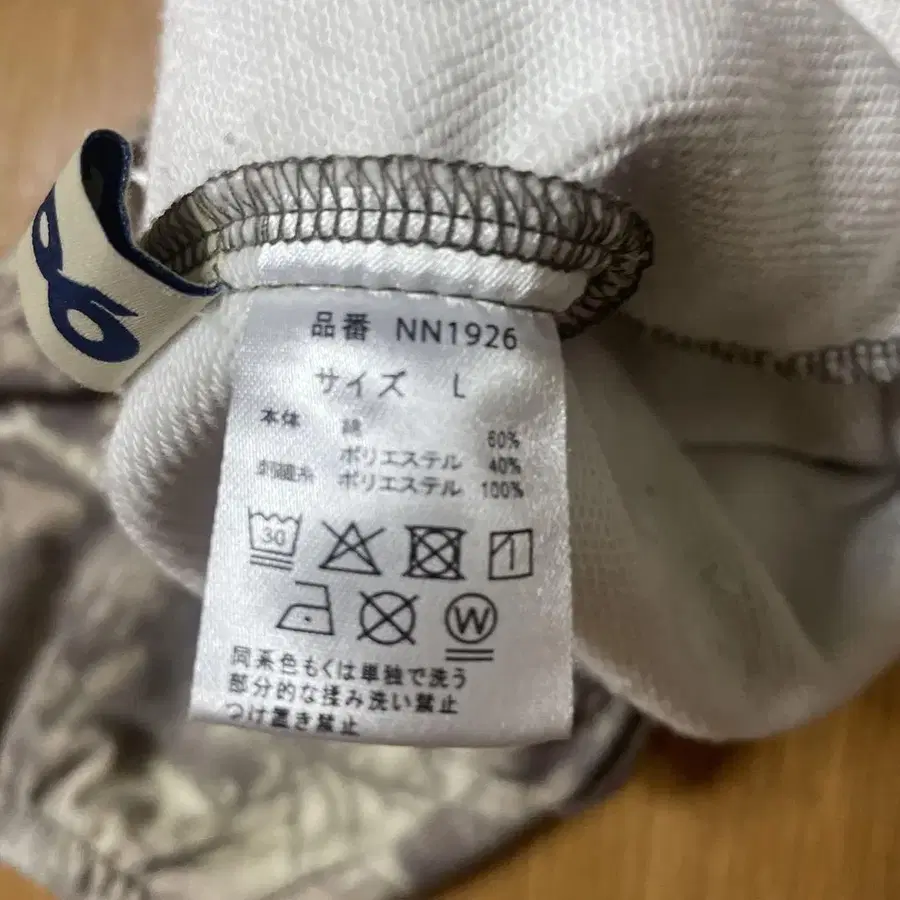 品番 NN1926
サイズ L
本体 綿 60%
ポリエステル 40%
刺繍糸 ポリエステル 100%
30
1
W
同系色もくは単独で洗う
部分的な揉み洗い禁止
つけ置き禁止